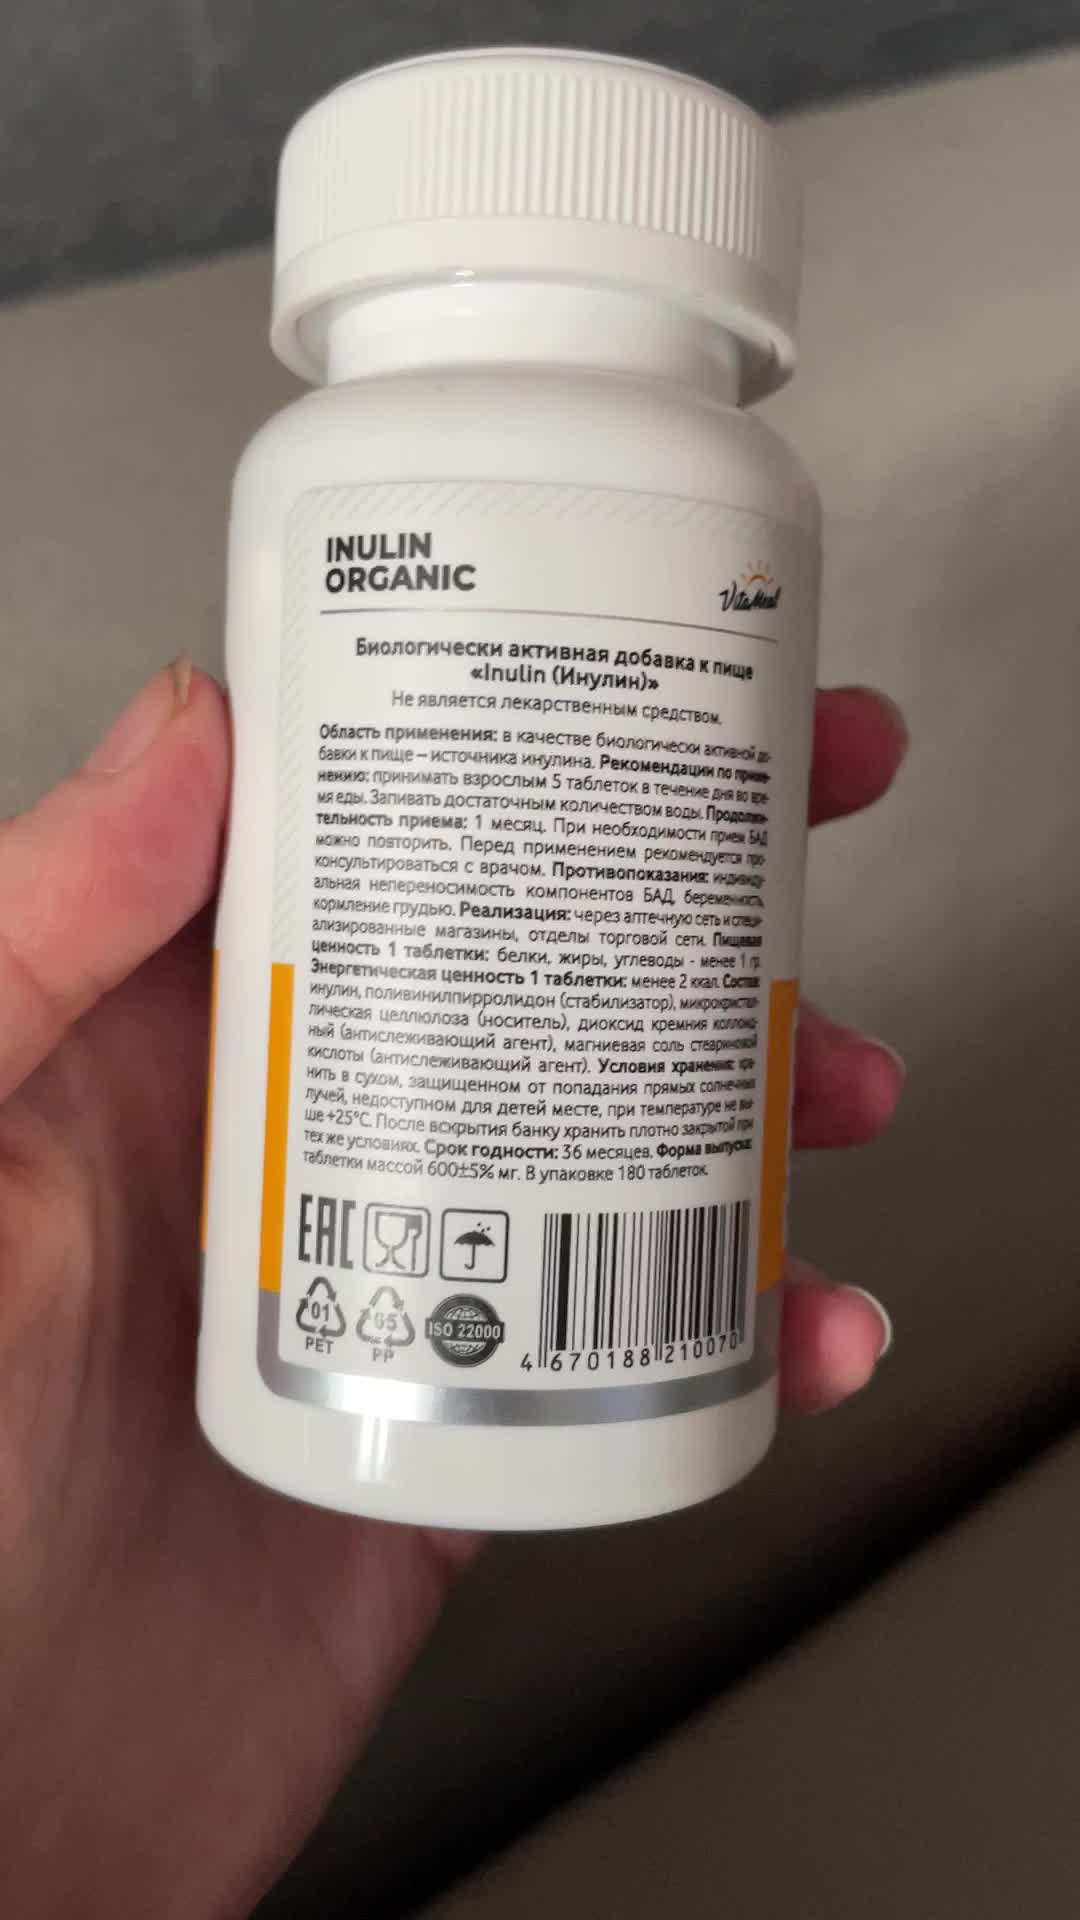 INULIN
ORGANIC
VitaMeal
Биологически активная добавка к пище
«Inulin (Инулин)»
Не является лекарственным средством.
Область применения: в качестве биологически активной до-
бавки к пище – источника инулина. Рекомендации по приме-
нению: принимать взрослым 5 таблеток в течение дня во вре-
мя еды. Запивать достаточным количеством воды. Продолжи-
тельность приема: 1 месяц. При необходимости прием БАД
можно повторить. Перед применением рекомендуется про-
консультироваться с врачом. Противопоказания: индивиду-
альная непереносимость компонентов БАД, беременность,
кормление грудью. Реализация: через аптечную сеть и специ-
ализированные магазины, отделы торговой сети. Пищевая
ценность 1 таблетки: белки, жиры, углеводы - менее 1 гр.
Энергетическая ценность 1 таблетки: менее 2 ккал. Состав:
инулин, поливинилпирролидон (стабилизатор), микрокристал-
лическая целлюлоза (носитель), диоксид кремния коллоид-
ный (антислеживающий агент), магниевая соль стеариновой
кислоты (антислеживающий агент). Условия хранения: хра-
нить в сухом, защищенном от попадания прямых солнечных
лучей, недоступном для детей месте, при температуре не вы-
ше +25°С. После вскрытия банку хранить плотно закрытой при
тех же условиях. Срок годности: 36 месяцев. Форма выпуска:
таблетки массой 600±5% мг. В упаковке 180 таблеток.
EAC
01
PET
05
PP
ISO 22000
4 670188 210070